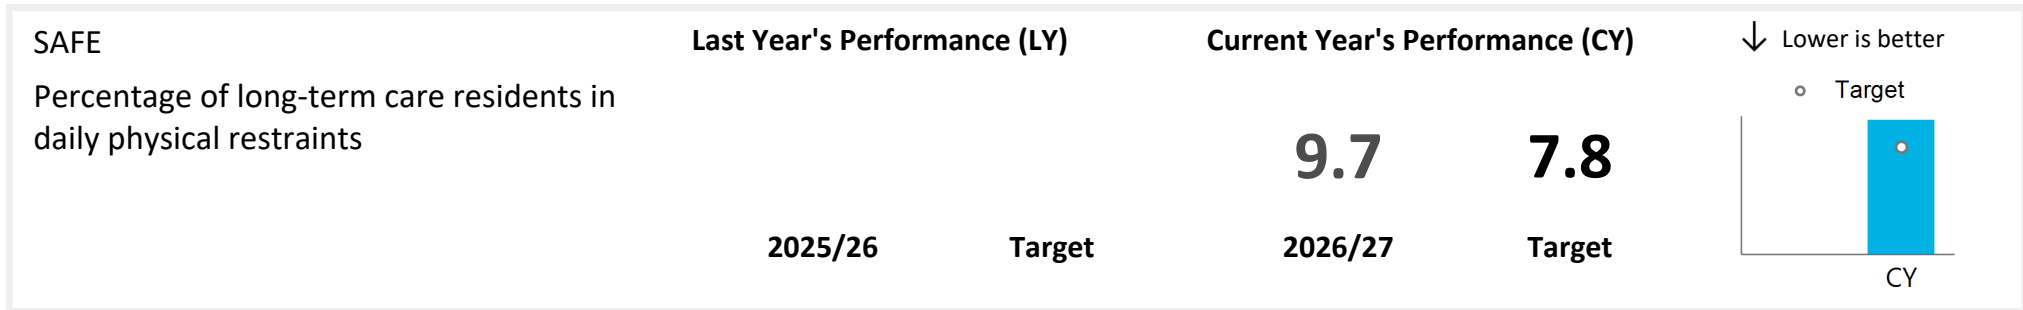 SAFE
Percentage of long-term care residents in
daily physical restraints
Last Year's Performance (LY)
2025/26 Target
Current Year's Performance (CY)
9.7 7.8
2026/27 Target
↓ Lower is better
Target
CY